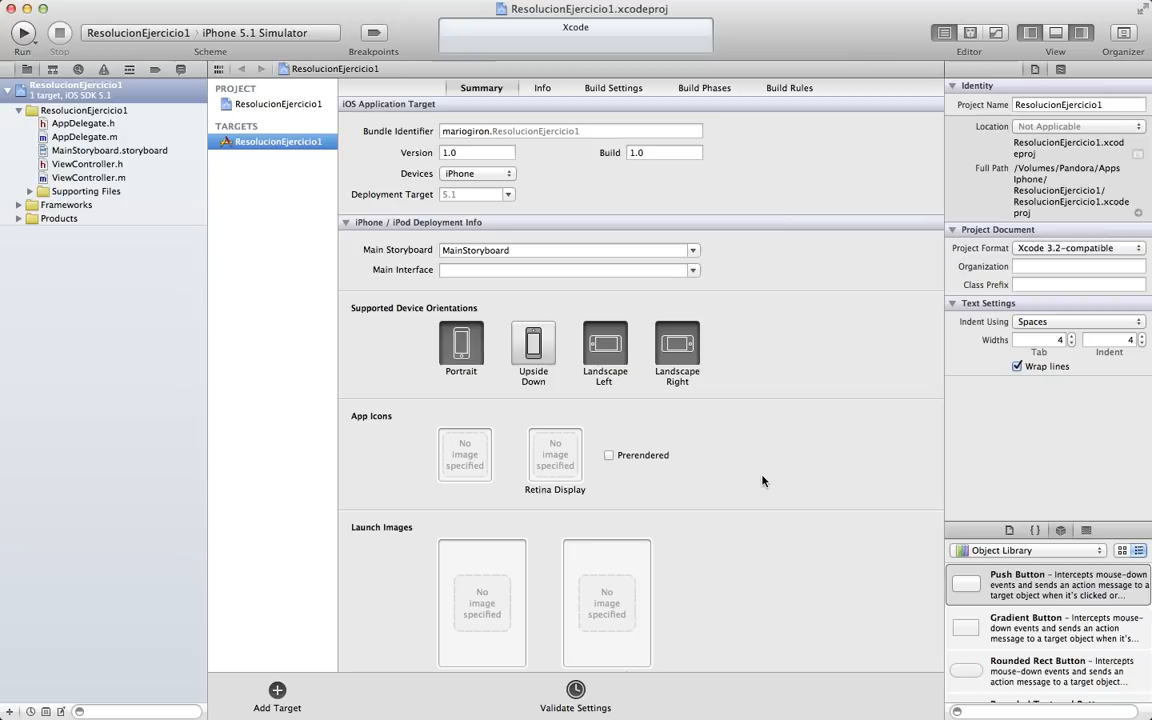 ResolucionEjercicio1.xcodeproj
ResolucionEjercicio1 › iPhone 5.1 Simulator
Xcode
Run
Stop
Scheme
Breakpoints
Editor
View
Organizer
ResolucionEjercicio1
1 target, iOS SDK 5.1
ResolucionEjercicio1
AppDelegate.h
AppDelegate.m
MainStoryboard.storyboard
ViewController.h
ViewController.m
Supporting Files
Frameworks
Products
ResolucionEjercicio1
PROJECT
ResolucionEjercicio1
TARGETS
ResolucionEjercicio1
Summary
Info
Build Settings
Build Phases
Build Rules
iOS Application Target
Bundle Identifier
mariogiron.ResolucionEjercicio1
Version
1.0
Build
1.0
Devices
iPhone
Deployment Target
5.1
iPhone / iPod Deployment Info
Main Storyboard
MainStoryboard
Main Interface
Supported Device Orientations
Portrait
Upside
Down
Landscape
Left
Landscape
Right
App Icons
No
image
specified
No
image
specified
Prerendered
Retina Display
Launch Images
No
image
specified
No
image
specified
Add Target
Validate Settings
Identity
Project Name
ResolucionEjercicio1
Location
Not Applicable
ResolucionEjercicio1.xcod
eproj
Full Path
/Volumes/Pandora/Apps
Iphone/
ResolucionEjercicio1/
ResolucionEjercicio1.xcode
proj
Project Document
Project Format
Xcode 3.2-compatible
Organization
Class Prefix
Text Settings
Indent Using
Spaces
Widths
4
4
Tab
Indent
Wrap lines
{}
Object Library
Push Button – Intercepts mouse-down
events and sends an action message to a
target object when it's clicked or...
Gradient Button – Intercepts mouse-
down events and sends an action
message to a target object when it's...
Rounded Rect Button – Intercepts
mouse-down events and sends an
action message to a target object...